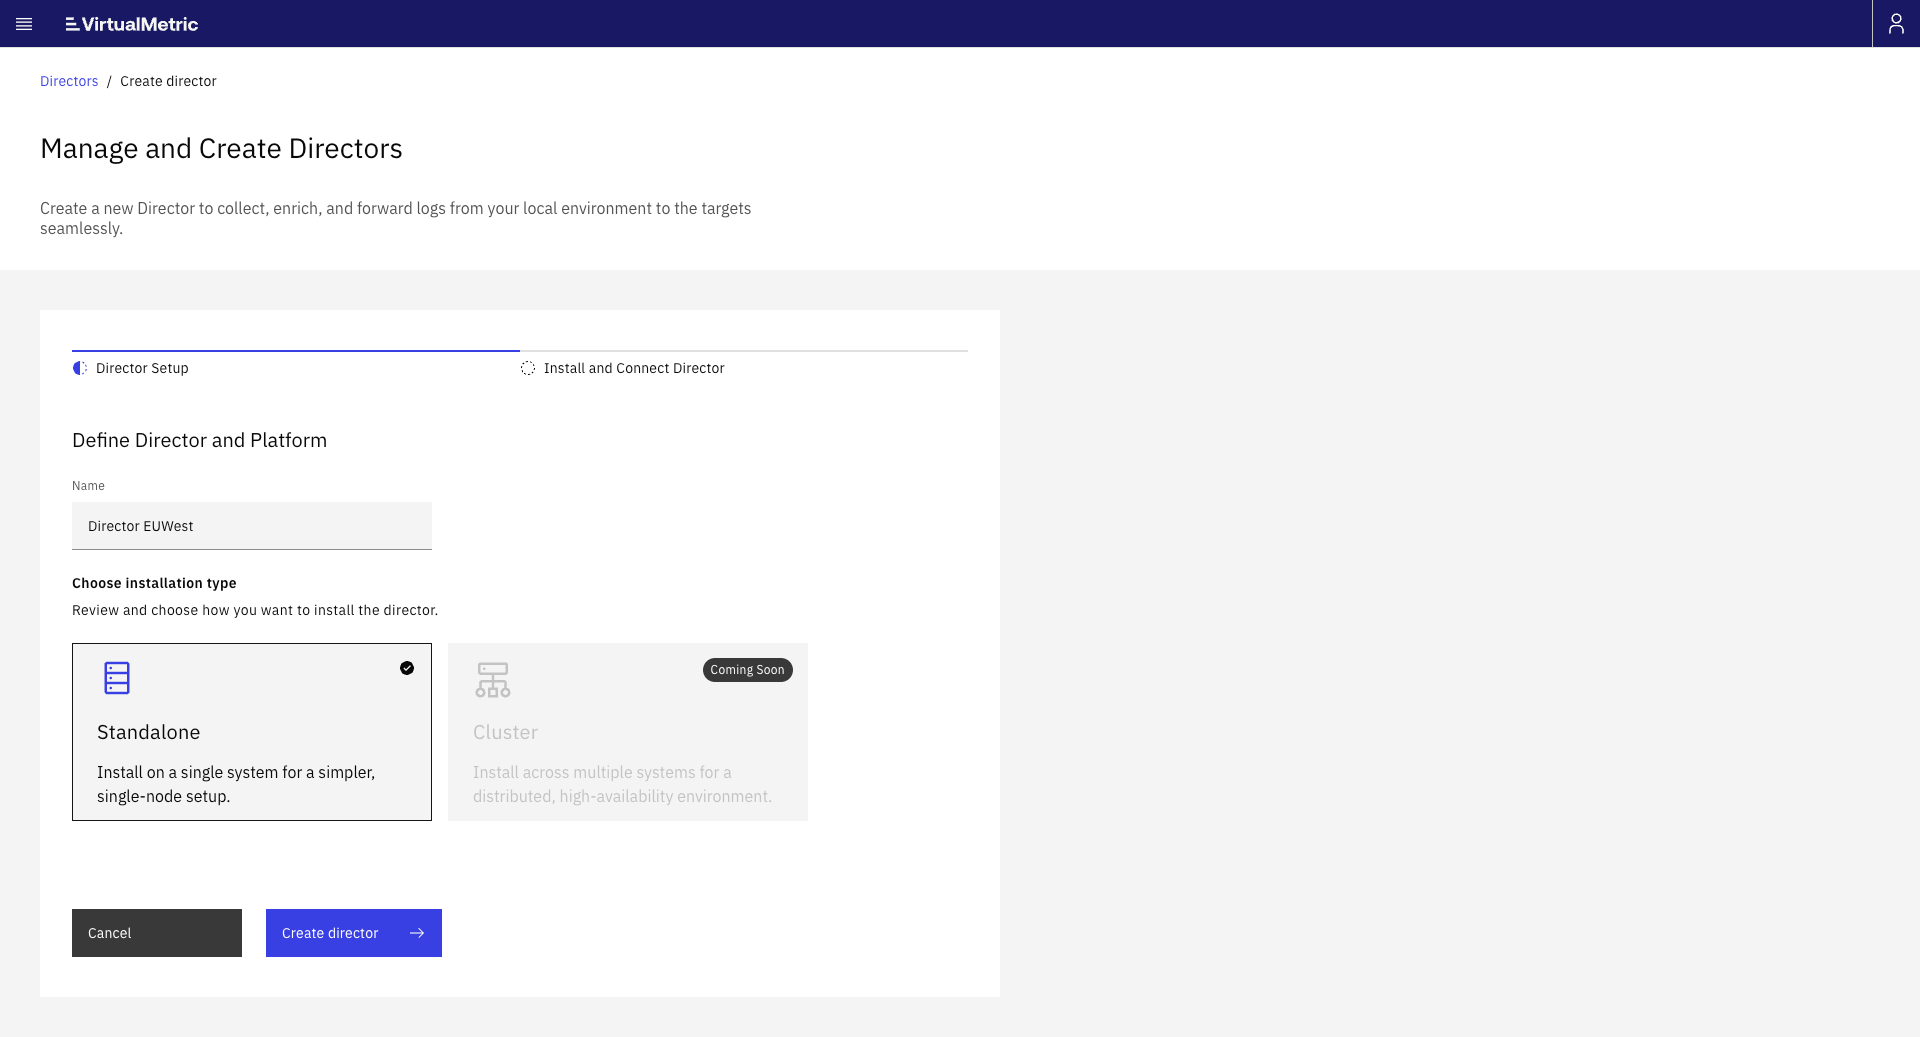 VirtualMetric
Directors / Create director
Manage and Create Directors
Create a new Director to collect, enrich, and forward logs from your local environment to the targets
seamlessly.
Director Setup
Install and Connect Director
Define Director and Platform
Name
Director EUWest
Choose installation type
Review and choose how you want to install the director.
Standalone
Install on a single system for a simpler,
single-node setup.
Coming Soon
Cluster
Install across multiple systems for a
distributed, high-availability environment.
Cancel
Create director